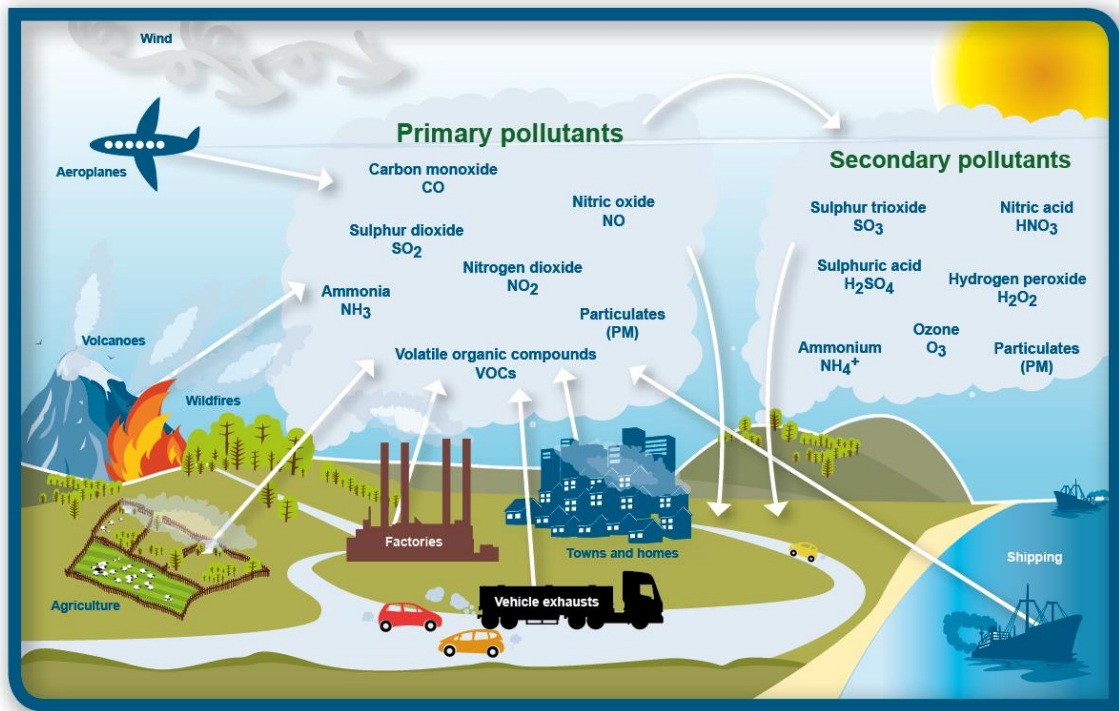 Wind
Aeroplanes
Primary pollutants
Carbon monoxide
CO
Nitric oxide
NO
Sulphur dioxide
SO2
Nitrogen dioxide
NO2
Ammonia
NH3
Particulates
(PM)
Volatile organic compounds
VOCs
Secondary pollutants
Sulphur trioxide
SO3
Nitric acid
HNO3
Sulphuric acid
H2SO4
Hydrogen peroxide
H2O2
Ozone
O3
Ammonium
NH4+
Particulates
(PM)
Volcanoes
Wildfires
Agriculture
Factories
Towns and homes
Vehicle exhausts
Shipping